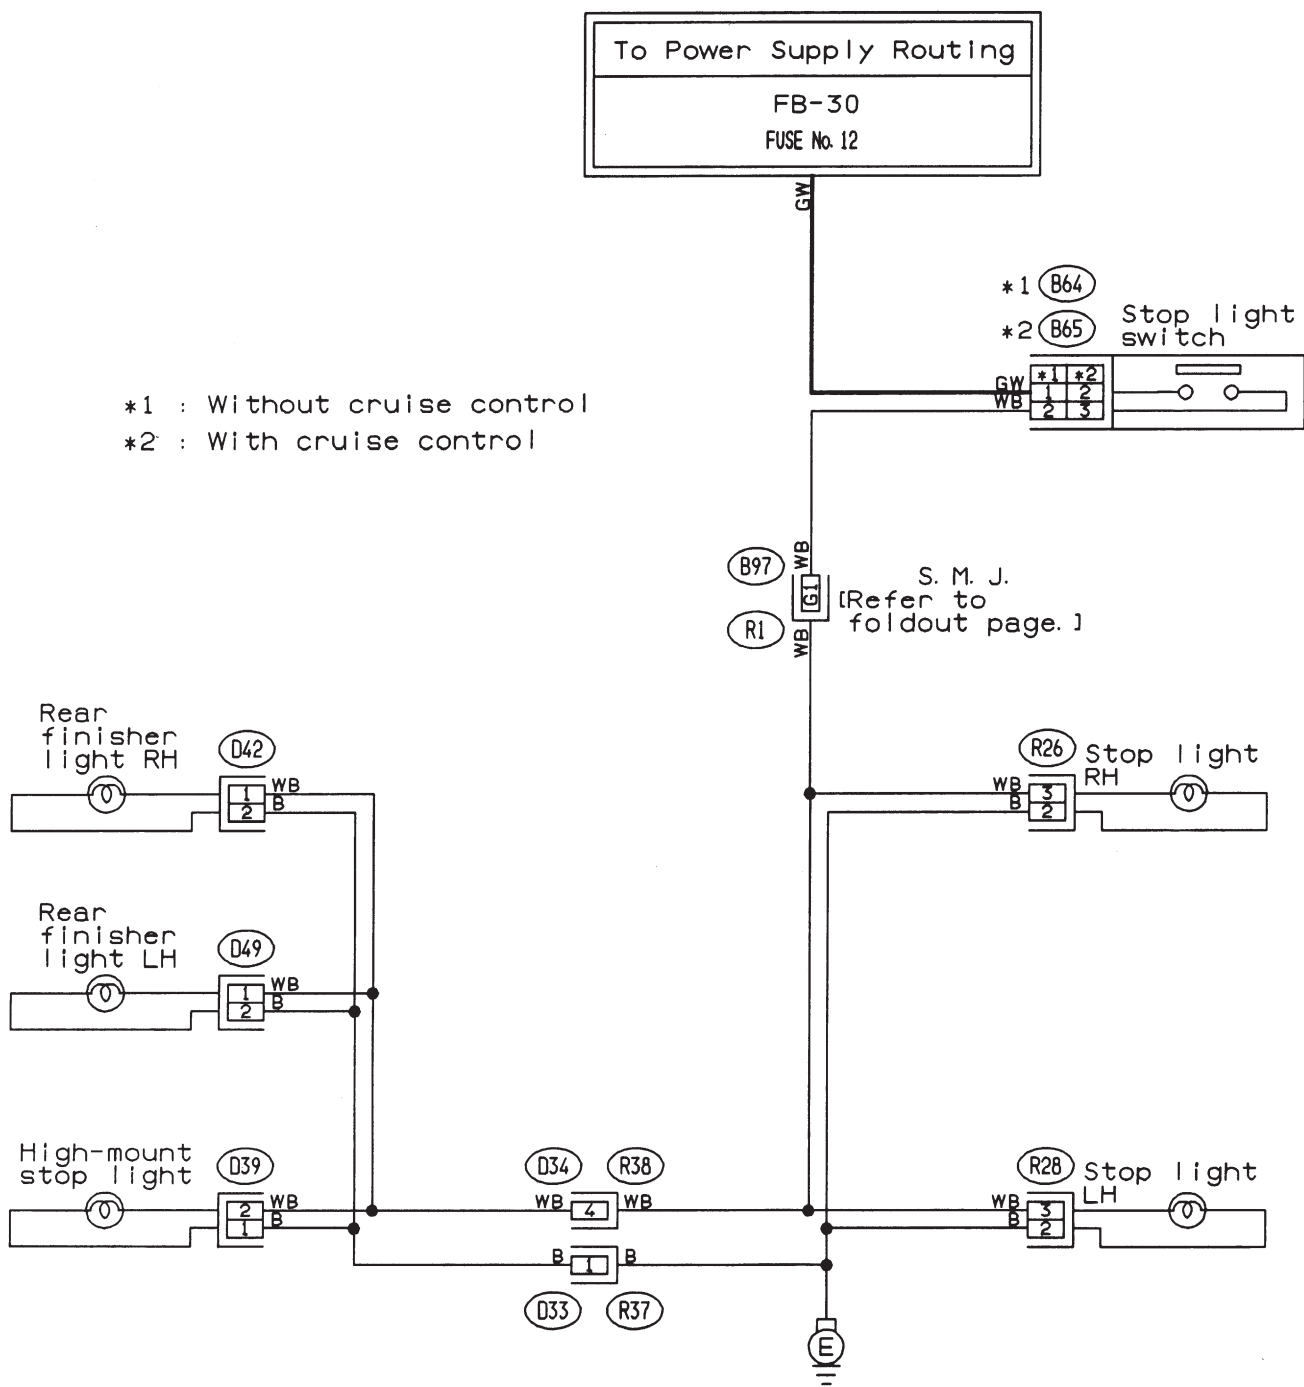 To Power Supply Routing
FB-30
FUSE No. 12
GW
*1 B64
*2 B65
Stop light
switch
GW
WB
*1 *2
1 2
2 3
*1 : Without cruise control
*2 : With cruise control
WB
B97
G1
R1
WB
S. M. J.
[Refer to
foldout page. ]
Rear
finisher
light RH
D42
WB
B
1
2
R26
Stop light
RH
WB
B
3
2
Rear
finisher
light LH
D49
WB
B
1
2
High-mount
stop light
D39
WB
B
2
1
D34
R38
WB
4
WB
B
1
B
D33
R37
R28
Stop light
LH
WB
B
3
2
E